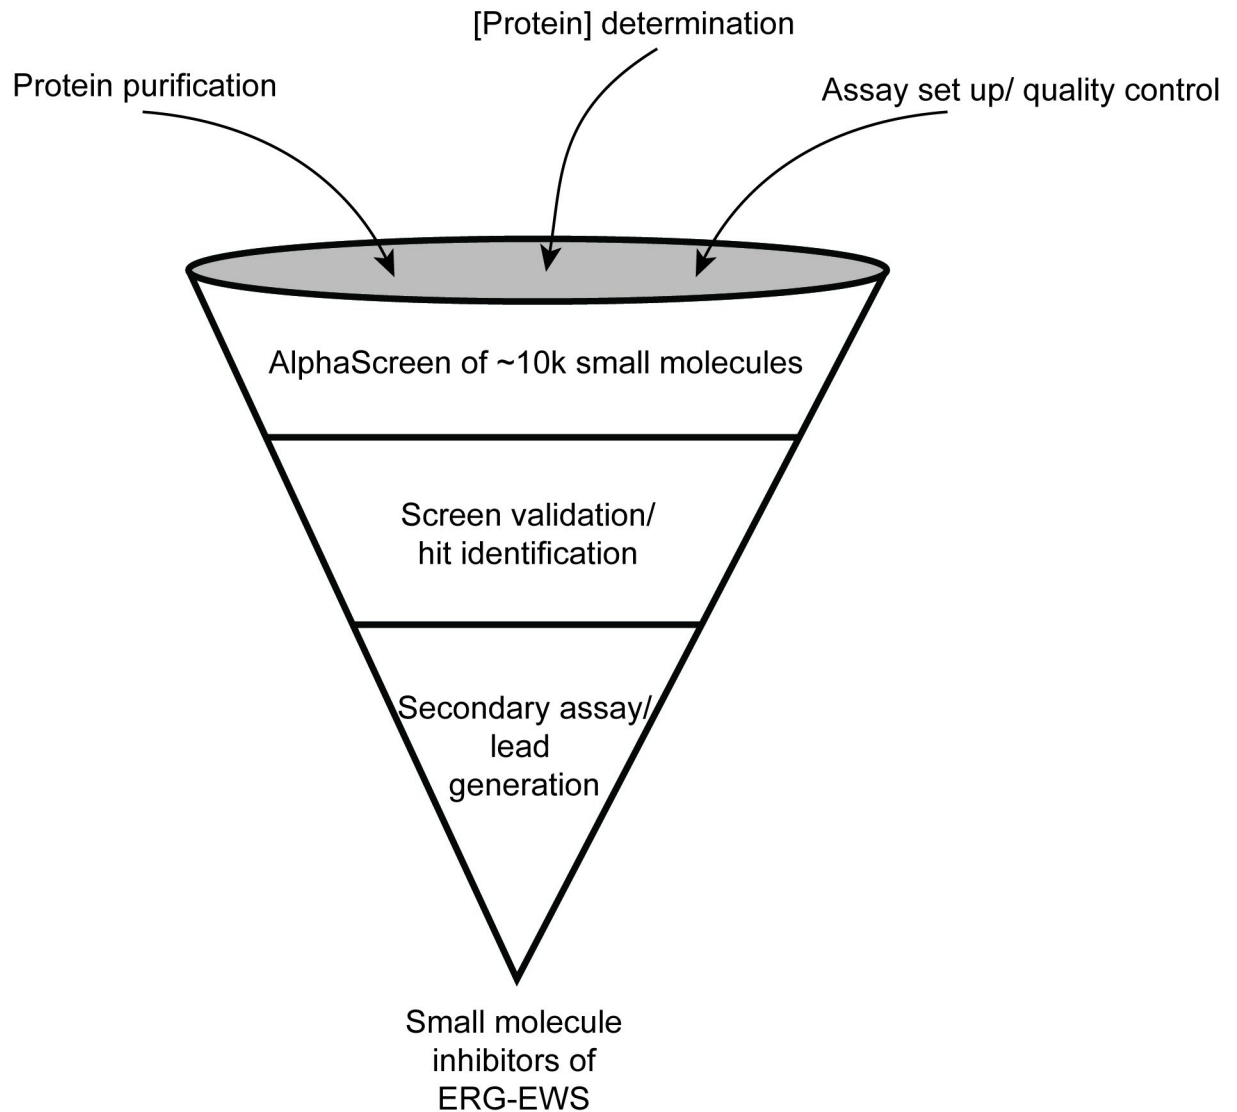 [Protein] determination
Protein purification
Assay set up/ quality control
AlphaScreen of ~10k small molecules
Screen validation/
hit identification
Secondary assay/
lead
generation
Small molecule
inhibitors of
ERG-EWS